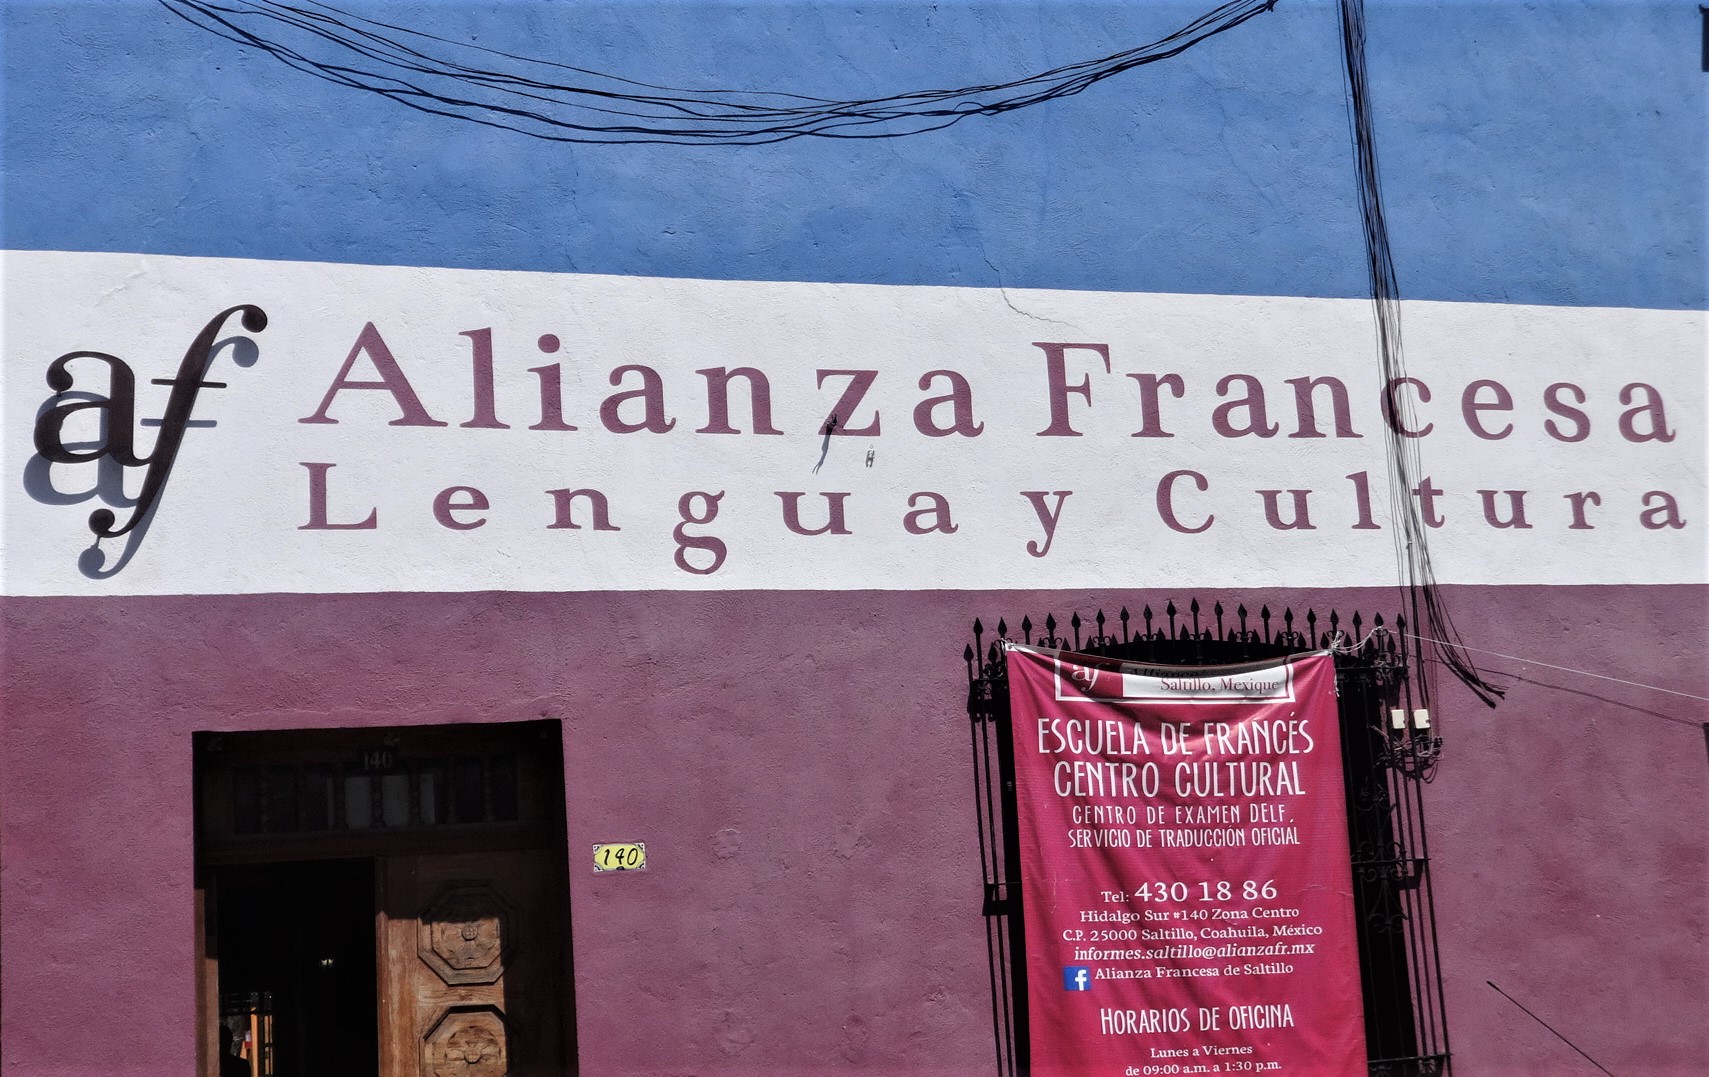 af Alianza Francesa
Lengua y Cultura
140
140
af
Saltillo, Mexique
ESCUELA DE FRANCÉS
CENTRO CULTURAL
CENTRO DE EXAMEN DELF.
SERVICIO DE TRADUCCIÓN OFICIAL
Tel: 430 18 86
Hidalgo Sur #140 Zona Centro
C.P. 25000 Saltillo, Coahuila, México
informes.saltillo@alianzafr.mx
f Alianza Francesa de Saltillo
HORARIOS DE OFICINA
Lunes a Viernes
de 09:00 a.m. a 1:30 p.m.